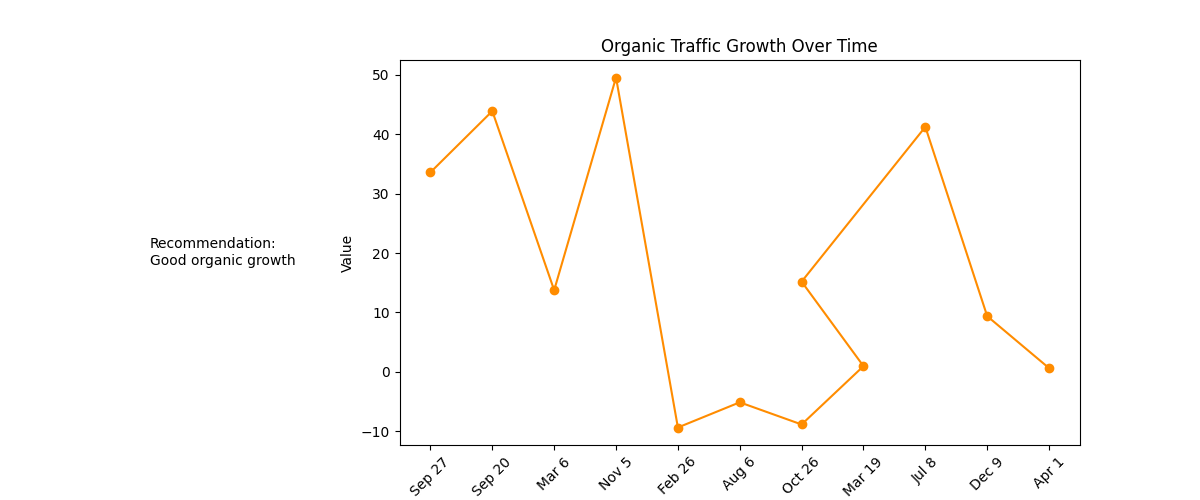 Organic Traffic Growth Over Time
Recommendation:
Good organic growth
Value
50
40
30
20
10
0
−10
Sep 27
Sep 20
Mar 6
Nov 5
Feb 26
Aug 6
Oct 26
Mar 19
Jul 8
Dec 9
Apr 1